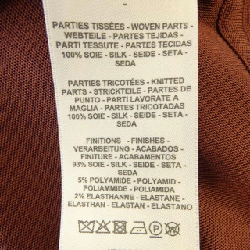 PARTIES TISSÉES - WOVEN PARTS -
WEBTEILE - PARTES TEJIDAS -
PARTI TESSUTE - PARTES TECIDAS
100% SOIE - SILK - SEIDE - SETA -
SEDA
PARTIES TRICOTÉES - KNITTED
PARTS - STRICHTEILE - PARTES DE
PUNTO - PARTI LAVORATE A
MAGLIA - PARTES TRICOTADAS
100% SOIE - SILK - SEIDE - SETA -
SEDA
FINITIONS - FINISHES -
VERARBEITUNG - ACABADOS -
FINITURE - ACABAMENTOS
93% SOIE - SILK - SEIDE - SETA -
SEDA
5% POLYAMIDE - POLYAMID -
POLIAMMIDE - POLIAMIDA
2% ELASTHANNE - ELASTANE -
ELASTHAN - ELASTAN - ELASTANO